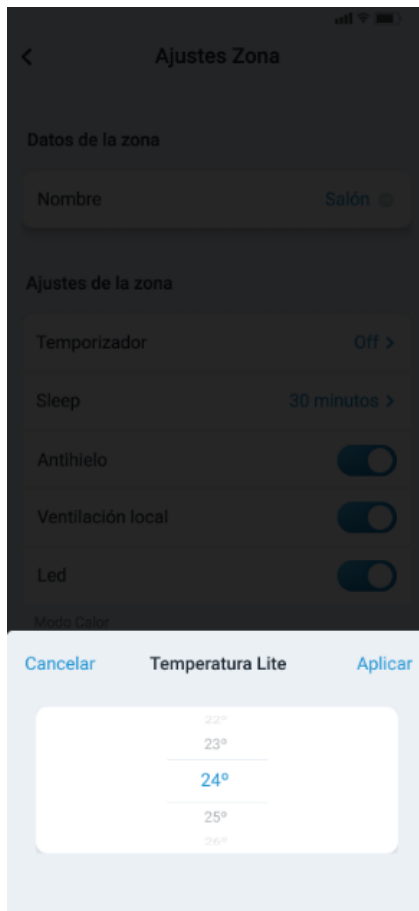 Ajustes Zona
Datos de la zona
Nombre Salón
Ajustes de la zona
Temporizador Off >
Sleep 30 minutos >
Antihielo
Ventilación local
Led
Modo Calor
Cancelar Temperatura Lite Aplicar
22º
23º
24º
25º
26º